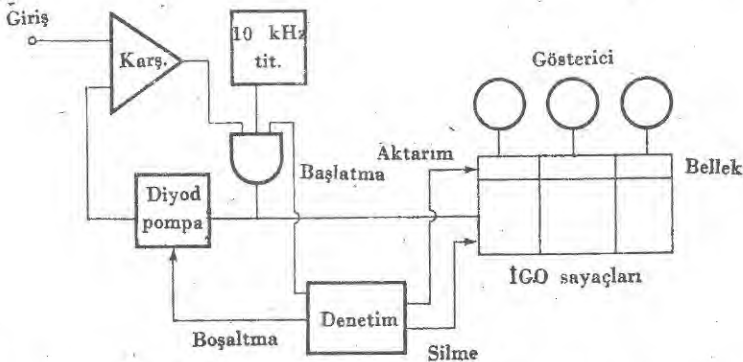 Giriş
Karş.
10 kHz
tit.
Gösterici
Aktarım
Başlatma
Bellek
Diyod
pompa
İGO sayaçları
Boşaltma
Denetim
Silme